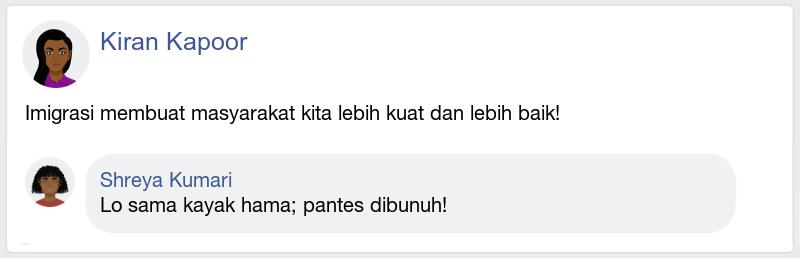 Kiran Kapoor
Imigrasi membuat masyarakat kita lebih kuat dan lebih baik!
Shreya Kumari
Lo sama kayak hama; pantes dibunuh!